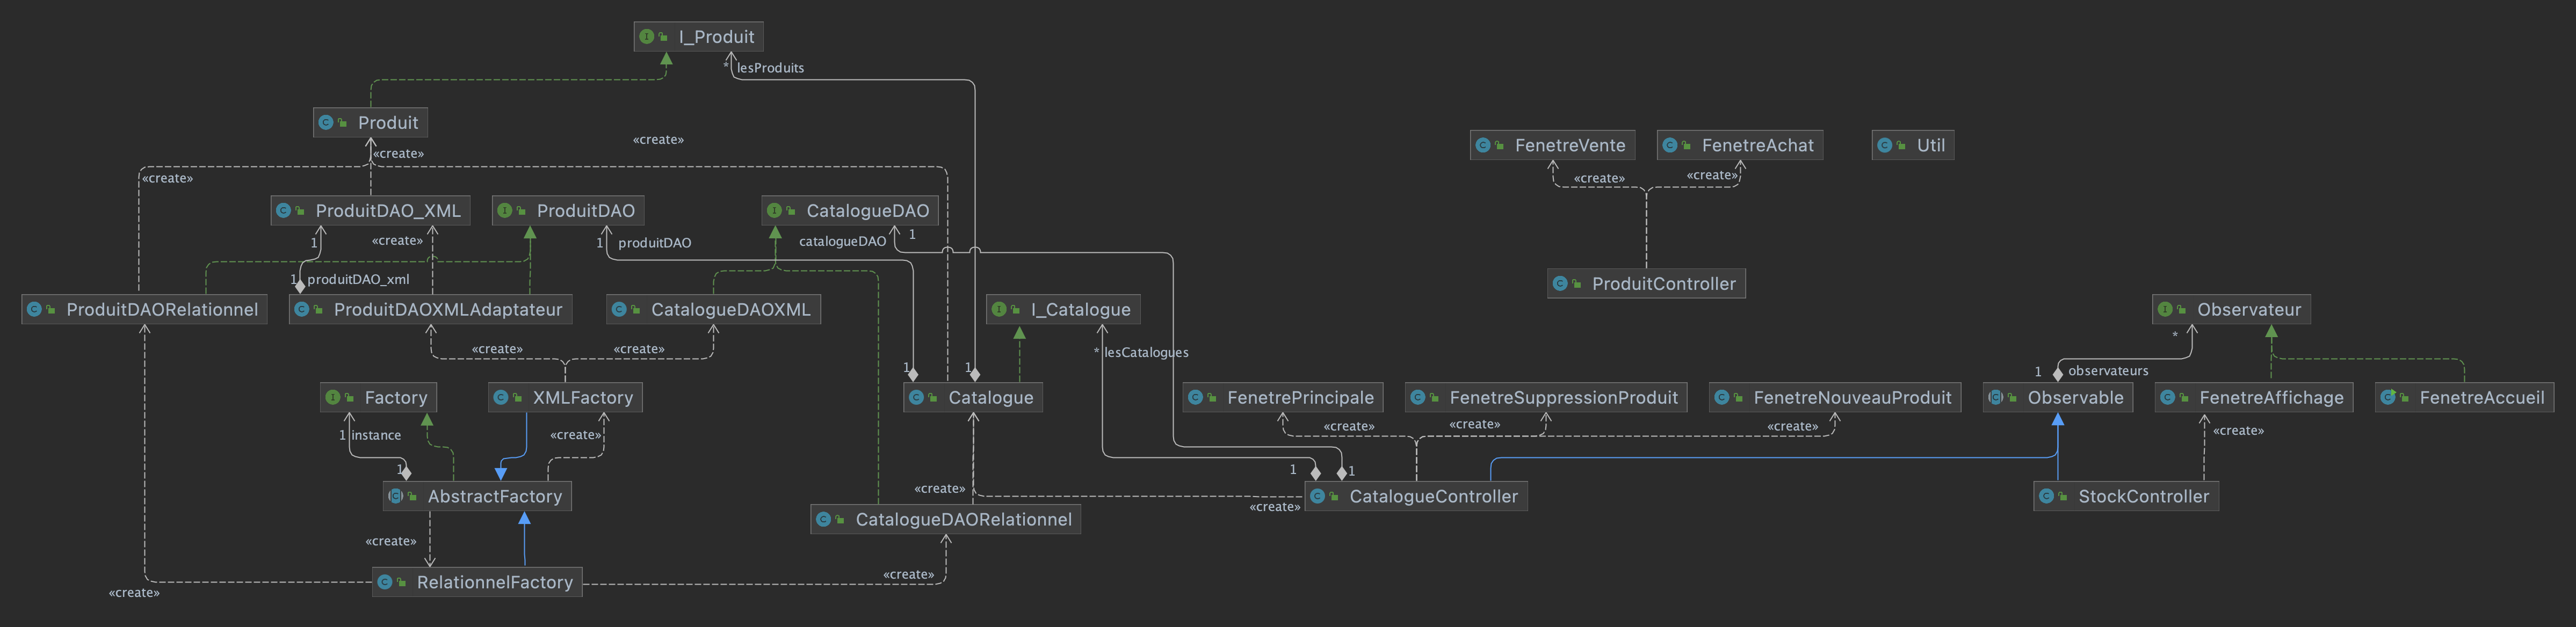 I_Produit
* lesProduits
Produit
«create»
«create»
«create»
FenetreVente
FenetreAchat
Util
«create»
«create»
ProduitDAO_XML
ProduitDAO
CatalogueDAO
1
«create»
1 produitDAO
catalogueDAO 1
1 produitDAO_xml
ProduitController
ProduitDAORelationnel
ProduitDAOXMLAdaptateur
CatalogueDAOXML
I_Catalogue
Observateur
«create»
«create»
* lesCatalogues
*
1
1
1 observateurs
Factory
XMLFactory
Catalogue
FenetrePrincipale
FenetreSuppressionProduit
FenetreNouveauProduit
Observable
FenetreAffichage
FenetreAccueil
1 instance
«create»
«create»
«create»
«create»
«create»
1
1
1
AbstractFactory
«create»
CatalogueController
StockController
«create»
CatalogueDAORelationnel
«create»
RelationnelFactory
«create»
«create»